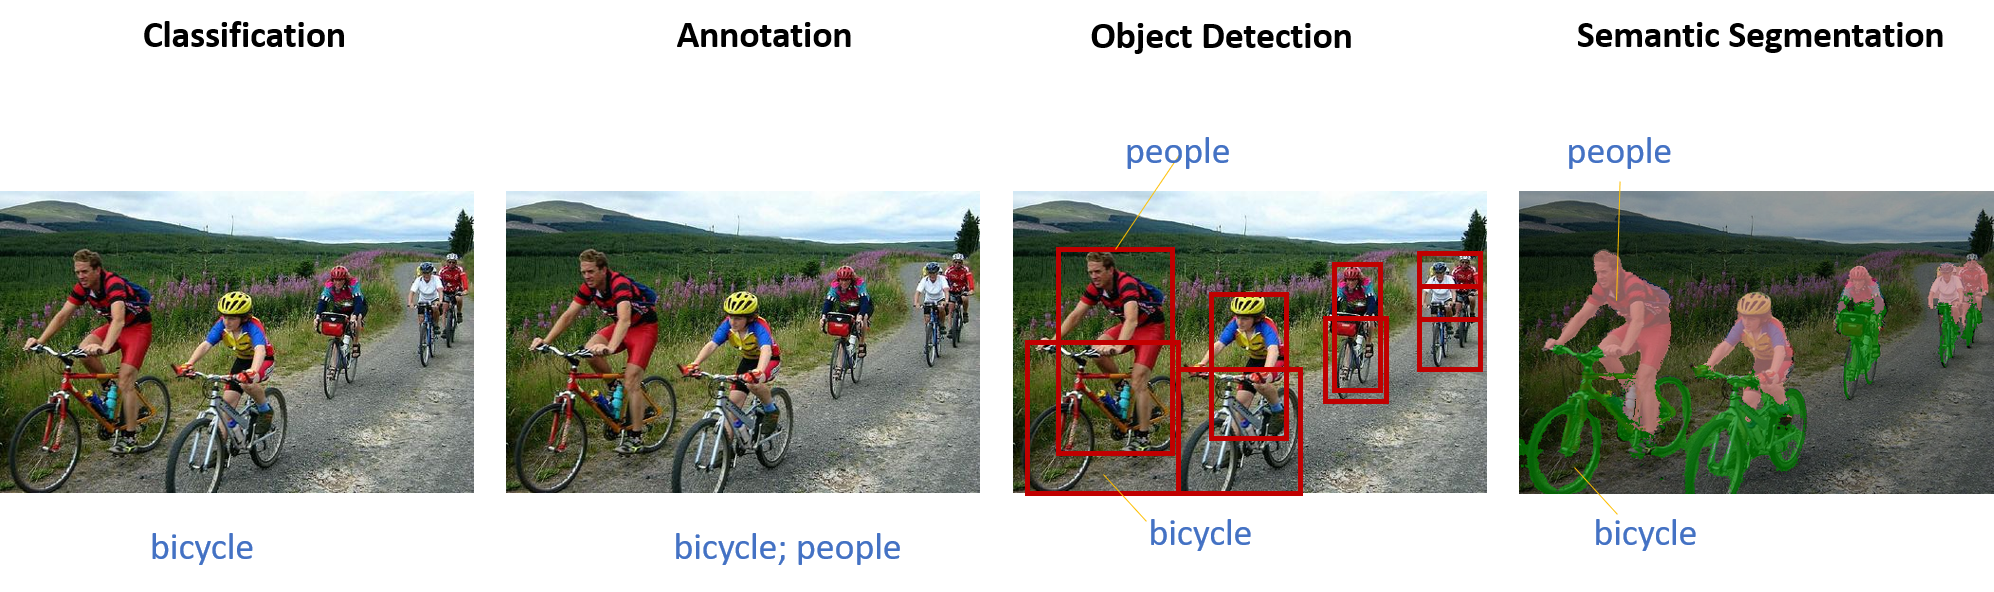 Classification
bicycle
Annotation
bicycle; people
Object Detection
people
bicycle
Semantic Segmentation
people
bicycle